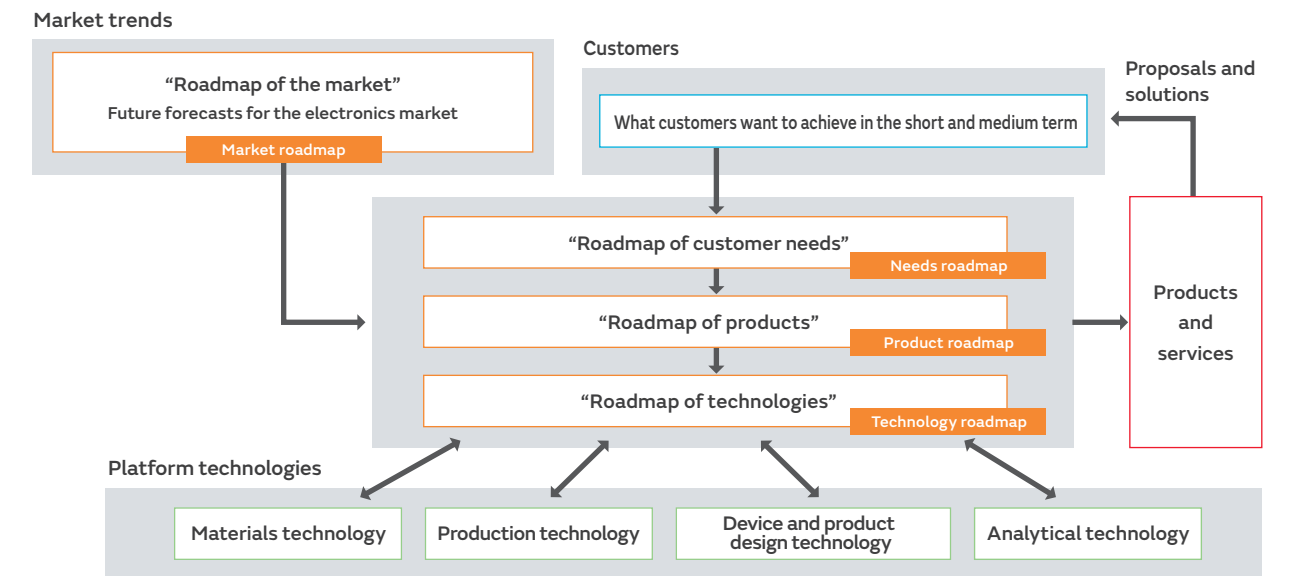 Market trends
“Roadmap of the market”
Future forecasts for the electronics market
Market roadmap
Customers
What customers want to achieve in the short and medium term
Proposals and
solutions
“Roadmap of customer needs”
Needs roadmap
“Roadmap of products”
Product roadmap
“Roadmap of technologies”
Technology roadmap
Products
and
services
Platform technologies
Materials technology
Production technology
Device and product
design technology
Analytical technology